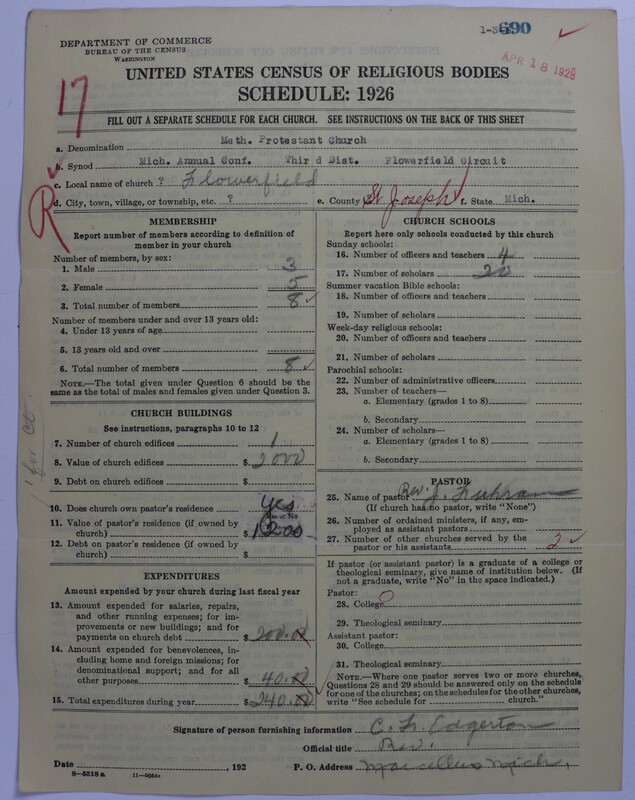 1-3 690
DEPARTMENT OF COMMERCE
BUREAU OF THE CENSUS
WASHINGTON
APR 18 1928
17
UNITED STATES CENSUS OF RELIGIOUS BODIES
SCHEDULE: 1926
FILL OUT A SEPARATE SCHEDULE FOR EACH CHURCH. SEE INSTRUCTIONS ON THE BACK OF THIS SHEET
a. Denomination Meth. Protestant Church
b. Synod Mich. Annual Conf. Third Dist. Flowerfield Circuit
c. Local name of church ? Flowerfield
R
d. City, town, village, or township, etc. ? e. County St Joseph f. State Mich.
MEMBERSHIP
Report number of members according to definition of
member in your church
Number of members, by sex:
1. Male 3
2. Female 5
3. Total number of members 8
Number of members under and over 13 years old:
4. Under 13 years of age
5. 13 years old and over
6. Total number of members 8
NOTE.—The total given under Question 6 should be
same as the total of males and females given under Question 3.
CHURCH BUILDINGS
See instructions, paragraphs 10 to 12
7. Number of church edifices 1
8. Value of church edifices $ 2000
9. Debt on church edifices $
10. Does church own pastor's residence yes
Yes or No
11. Value of pastor's residence (if owned by
church) $ 1200
12. Debt on pastor's residence (if owned by
church) $
EXPENDITURES
Amount expended by your church during last fiscal year
13. Amount expended for salaries, repairs,
and other running expenses; for im-
provements or new buildings; and for
payments on church debt $ 200.00
14. Amount expended for benevolences, in-
cluding home and foreign missions; for
denominational support; and for all
other purposes $ 40.00
15. Total expenditures during year $ 240.00
CHURCH SCHOOLS
Report here only schools conducted by this church
Sunday schools:
16. Number of officers and teachers 4
17. Number of scholars 20
Summer vacation Bible schools:
18. Number of officers and teachers
19. Number of scholars
Week-day religious schools:
20. Number of officers and teachers
21. Number of scholars
Parochial schools:
22. Number of administrative officers
23. Number of teachers—
a. Elementary (grades 1 to 8)
b. Secondary
24. Number of scholars—
a. Elementary (grades 1 to 8)
b. Secondary
PASTOR
25. Name of pastor Rev. J.
(If church has no pastor, write "None")
26. Number of ordained ministers, if any, em-
ployed as assistant pastors
27. Number of other churches served by the
pastor or his assistants 2
If pastor (or assistant pastor) is a graduate of a college or
theological seminary, give name of institution below. (If
not a graduate, write "No" in the space indicated.)
Pastor:
28. College
29. Theological seminary
Assistant pastor:
30. College
31. Theological seminary
NOTE.—Where one pastor serves two or more churches,
Questions 28 and 29 should be answered only on the schedule
for one of the churches; on the schedules for the other churches,
write "See schedule for church."
Signature of person furnishing information C. H. Edgerton
Official title Rev.
Date , 192 P. O. Address Marcellus Mich.
9-5518 a 11-9664